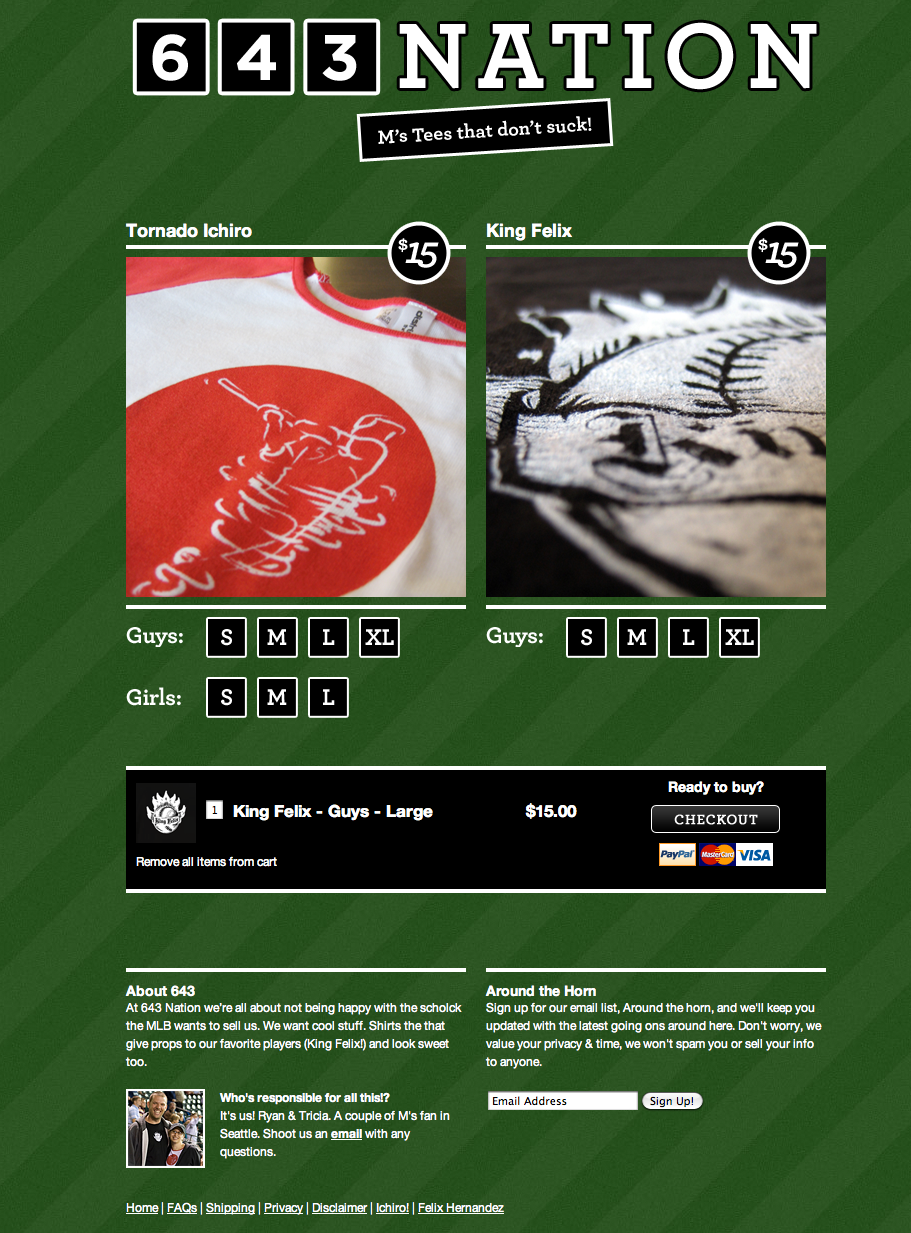 643 NATION
M's Tees that don't suck!
Tornado Ichiro
$15
King Felix
$15
Guys: S M L XL
Girls: S M L
Guys: S M L XL
1 King Felix - Guys - Large $15.00
Remove all items from cart
Ready to buy?
CHECKOUT
PayPal MasterCard VISA
About 643
At 643 Nation we're all about not being happy with the scholck
the MLB wants to sell us. We want cool stuff. Shirts the that
give props to our favorite players (King Felix!) and look sweet
too.
Who's responsible for all this!?
It's us! Ryan & Tricia. A couple of M's fan in
Seattle. Shoot us an email with any
questions.
Around the Horn
Sign up for our email list, Around the horn, and we'll keep you
updated with the latest going ons around here. Don't worry, we
value your privacy & time, we won't spam you or sell your info
to anyone.
Email Address Sign Up!
Home | FAQs | Shipping | Privacy | Disclaimer | Ichiro! | Felix Hernandez